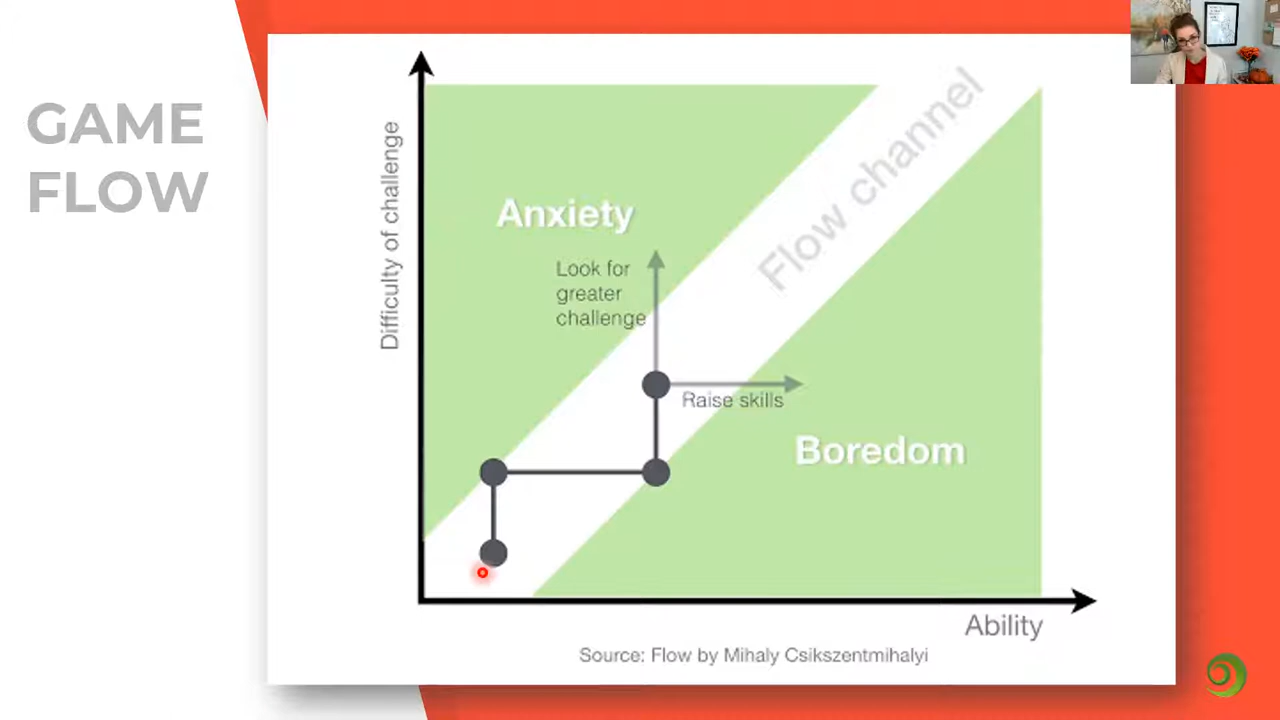 GAME
FLOW
Difficulty of challenge
Anxiety
Flow channel
Look for
greater
challenge
Raise skills
Boredom
Ability
Source: Flow by Mihaly Csikszentmihalyi